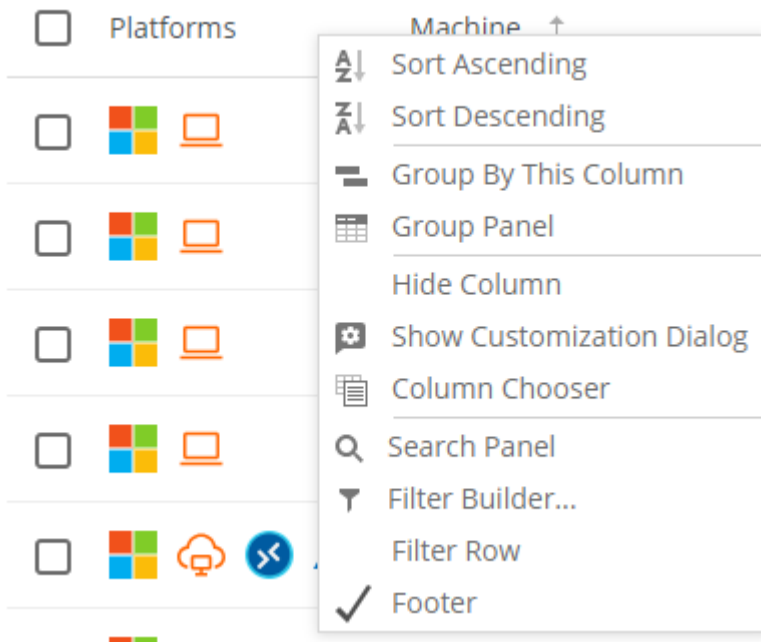 Platforms Machine
Sort Ascending
Sort Descending
Group By This Column
Group Panel
Hide Column
Show Customization Dialog
Column Chooser
Search Panel
Filter Builder...
Filter Row
Footer